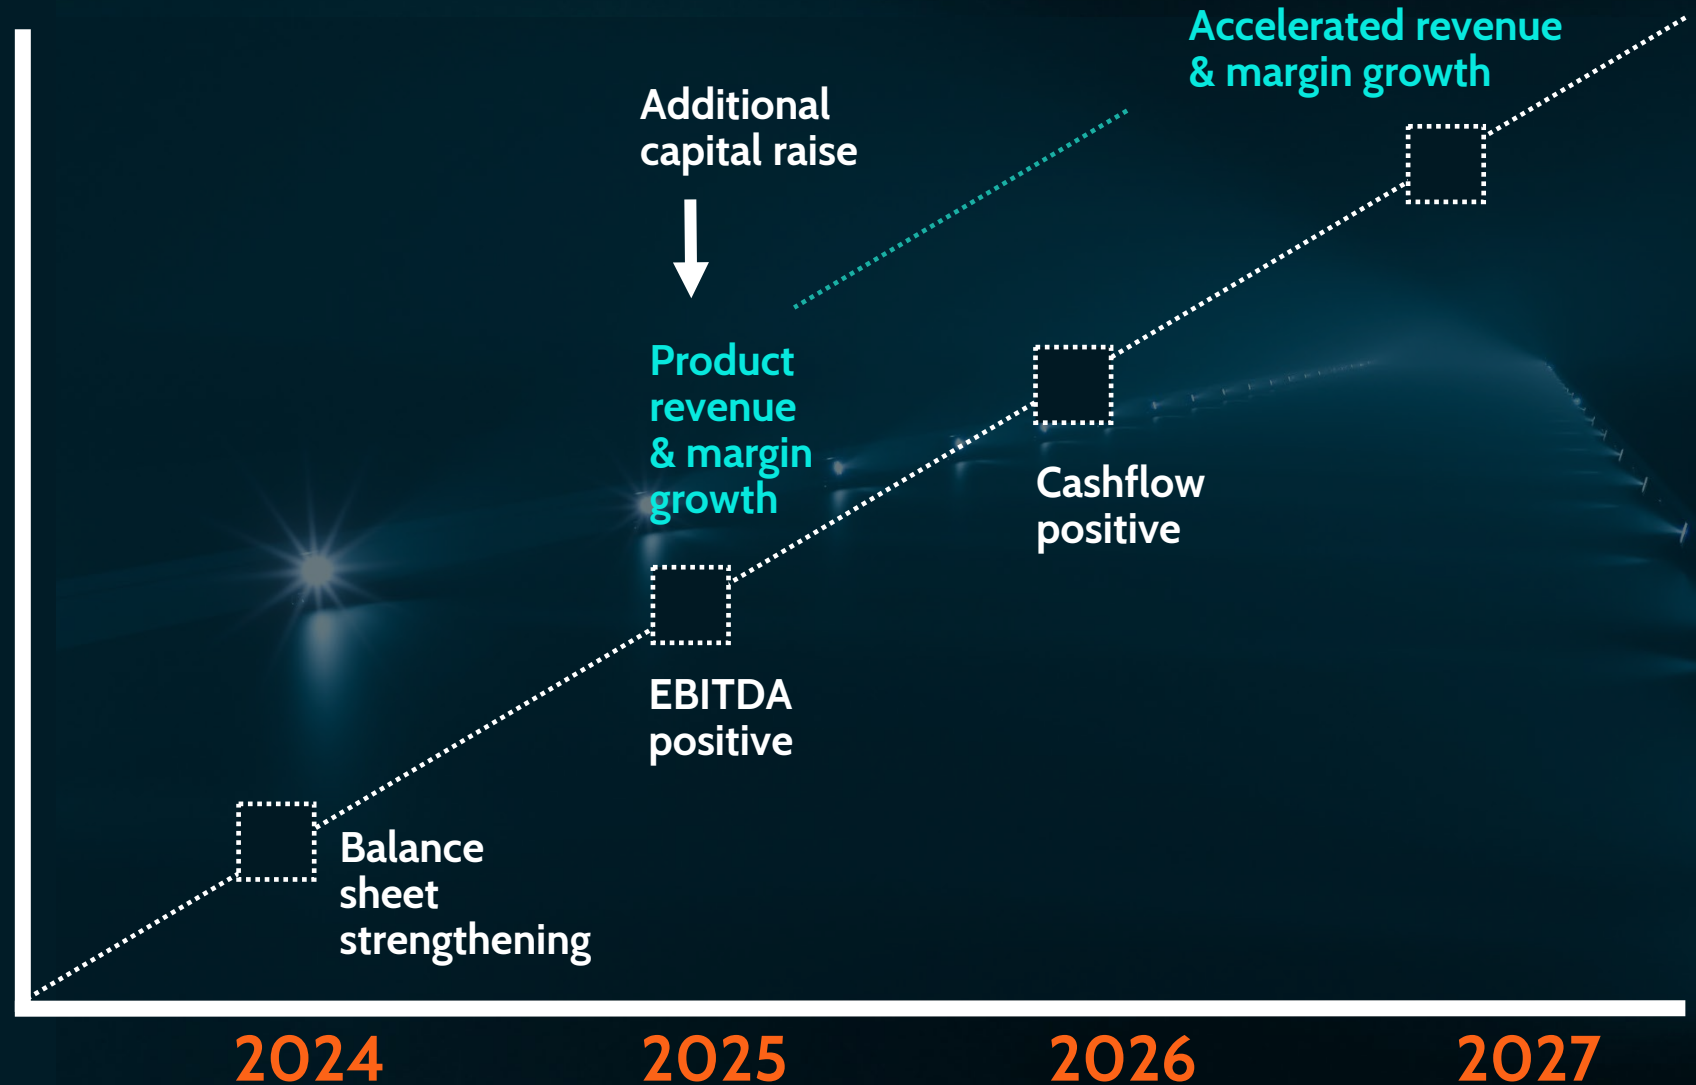 Accelerated revenue
& margin growth
Additional
capital raise
Product
revenue
& margin
growth
Cashflow
positive
EBITDA
positive
Balance
sheet
strengthening
2024
2025
2026
2027